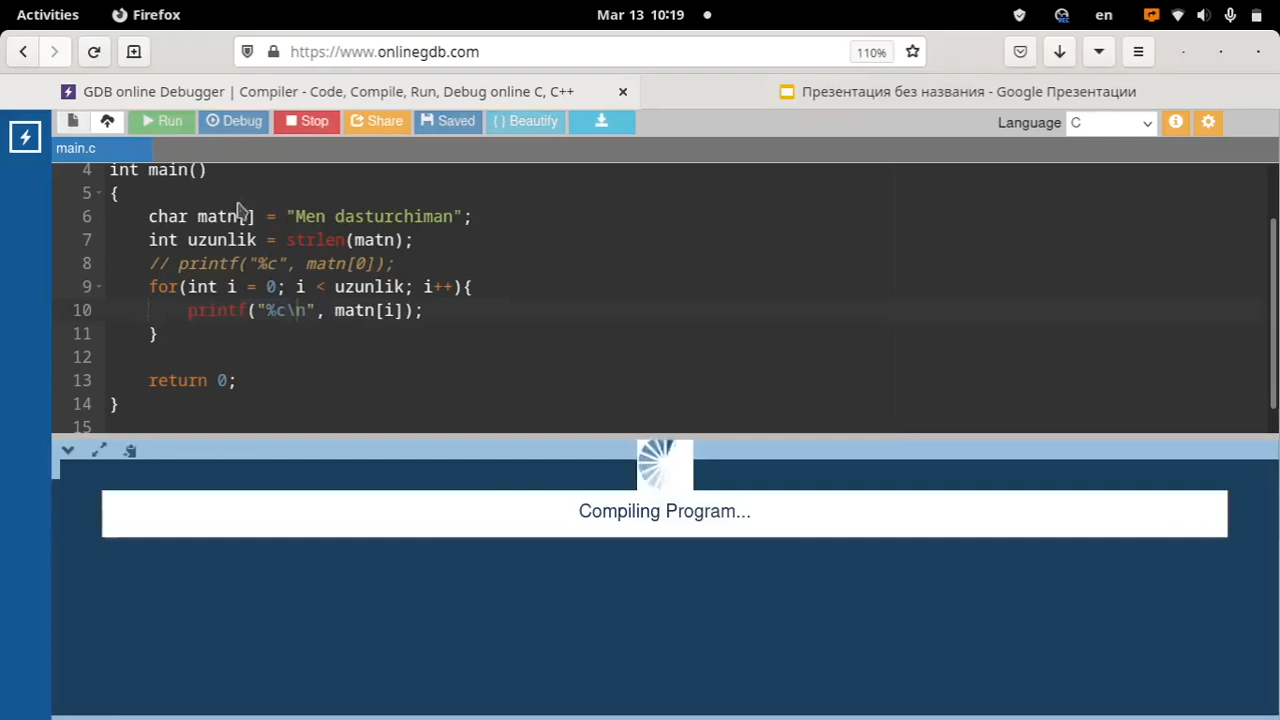 Activities Firefox Mar 13 10:19 en
https://www.onlinegdb.com 110%
GDB online Debugger | Compiler - Code, Compile, Run, Debug online C, C++ Презентация без названия - Google Презентации
Run Debug Stop Share Saved { } Beautify Language C
main.c
4 int main()
5 {
6 char matn[] = "Men dasturchiman";
7 int uzunlik = strlen(matn);
8 // printf("%c", matn[0]);
9 for(int i = 0; i < uzunlik; i++){
10 printf("%c\n", matn[i]);
11 }
12
13 return 0;
14 }
15
Compiling Program...